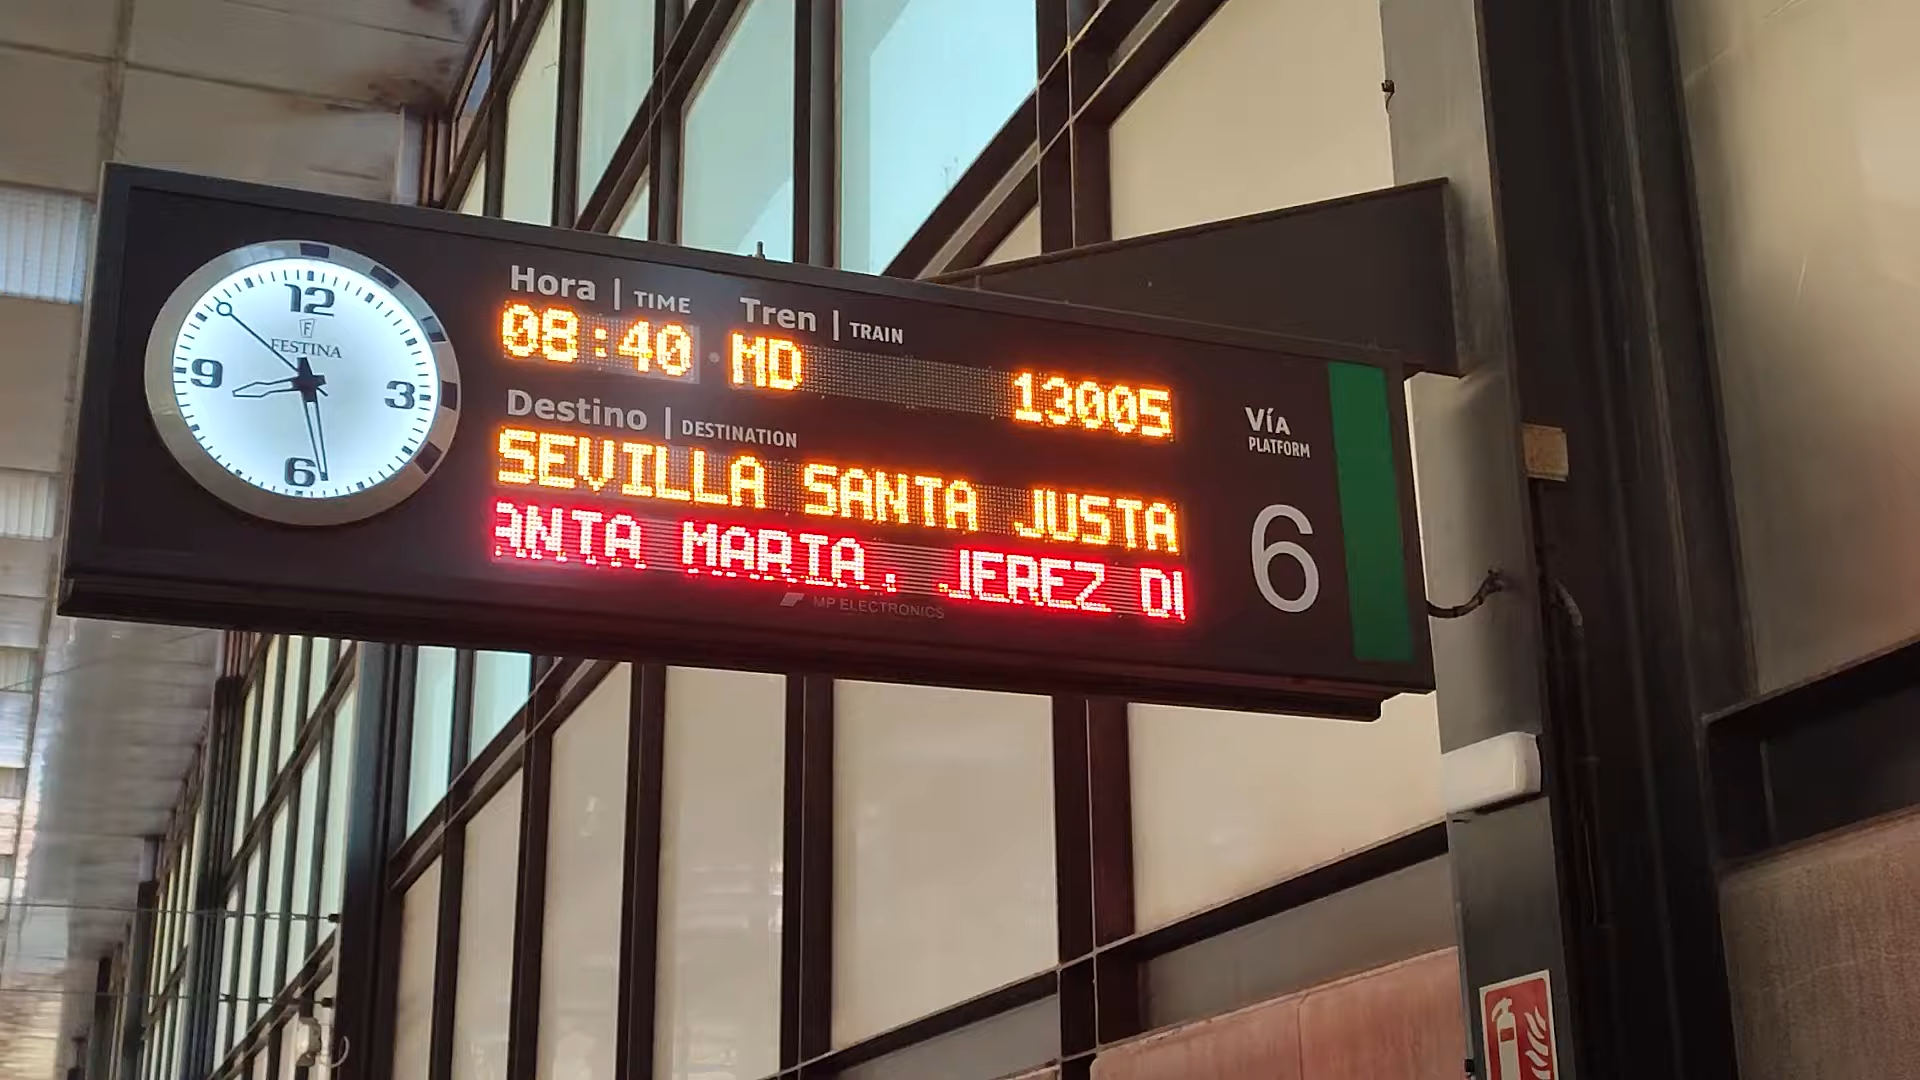 12
FESTINA
9
3
6
Hora | TIME Tren | TRAIN
08:40 MD 13005
Destino | DESTINATION
SEVILLA SANTA JUSTA
ANTA MARIA. JEREZ D
MP ELECTRONICS
Vía
PLATFORM
6